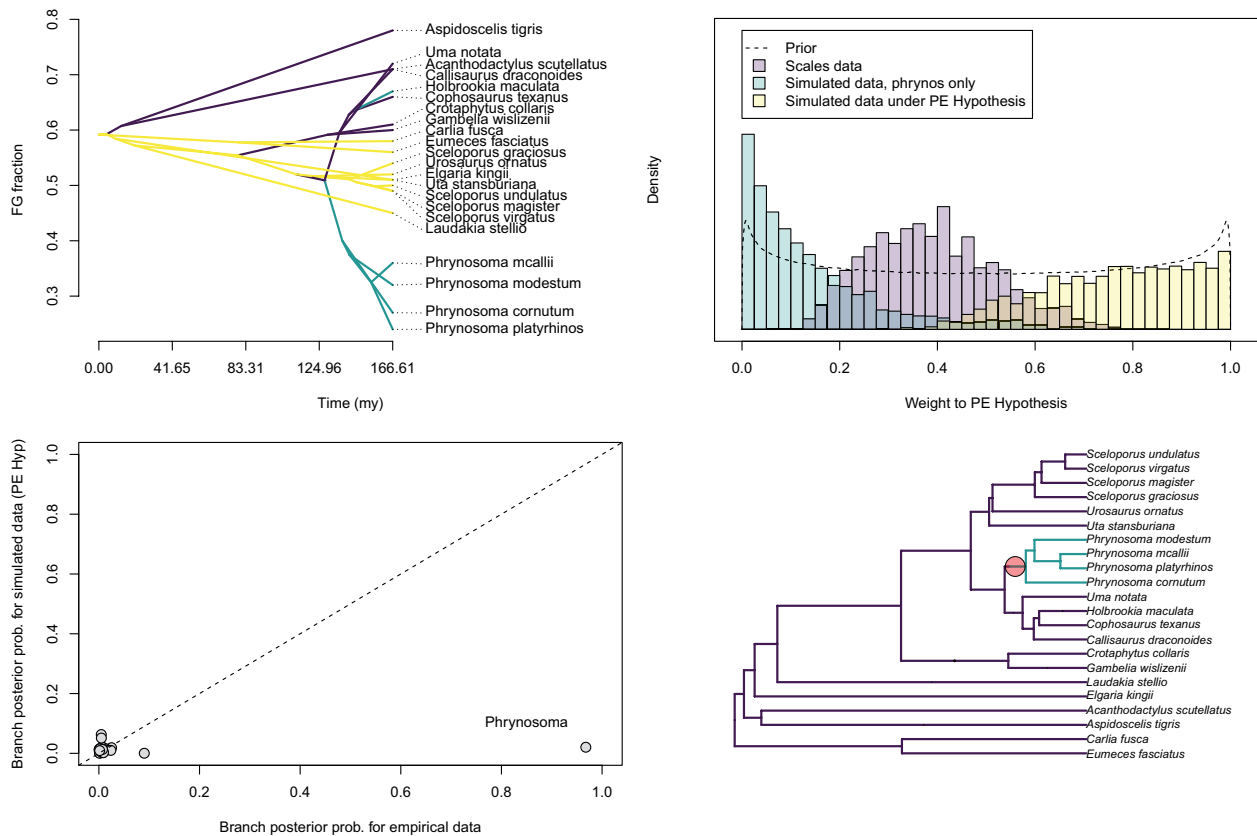 Aspidoscelis tigris
Uma notata
Acanthodactylus scutellatus
Callisaurus draconoides
Holbrookia maculata
Cophosaurus texanus
Crotaphytus collaris
Gambelia wislizenii
Carlia fusca
Eumeces fasciatus
Sceloporus graciosus
Urosaurus ornatus
Elgaria kingii
Uta stansburiana
Sceloporus undulatus
Sceloporus magister
Sceloporus virgatus
Laudakia stellio
Phrynosoma mcallii
Phrynosoma modestum
Phrynosoma cornutum
Phrynosoma platyrhinos
FG fraction
0.8
0.7
0.6
0.5
0.4
0.3
0.00 41.65 83.31 124.96 166.61
Time (my)
Prior
Scales data
Simulated data, phrynos only
Simulated data under PE Hypothesis
Density
0.0 0.2 0.4 0.6 0.8 1.0
Weight to PE Hypothesis
Branch posterior prob. for simulated data (PE Hyp)
1.0
0.8
0.6
0.4
0.2
0.0
Phrynosoma
0.0 0.2 0.4 0.6 0.8 1.0
Branch posterior prob. for empirical data
Sceloporus undulatus
Sceloporus virgatus
Sceloporus magister
Sceloporus graciosus
Urosaurus ornatus
Uta stansburiana
Phrynosoma modestum
Phrynosoma mcallii
Phrynosoma platyrhinos
Phrynosoma cornutum
Uma notata
Holbrookia maculata
Cophosaurus texanus
Callisaurus draconoides
Crotaphytus collaris
Gambelia wislizenii
Laudakia stellio
Elgaria kingii
Acanthodactylus scutellatus
Aspidoscelis tigris
Carlia fusca
Eumeces fasciatus